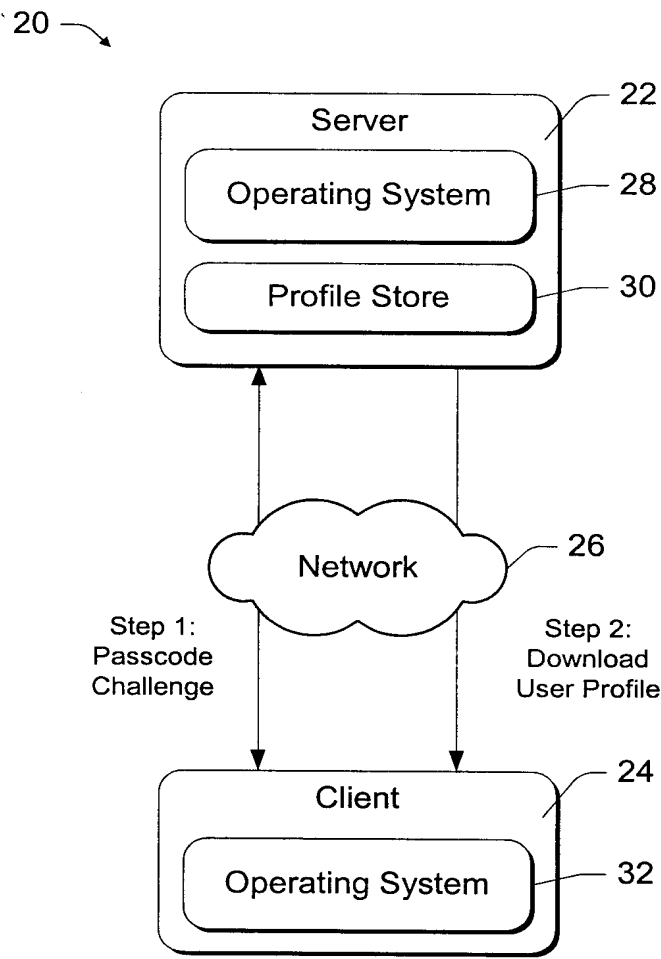 20
22
Server
Operating System
28
Profile Store
30
Network
26
Step 1:
Passcode
Challenge
Step 2:
Download
User Profile
24
Client
Operating System
32